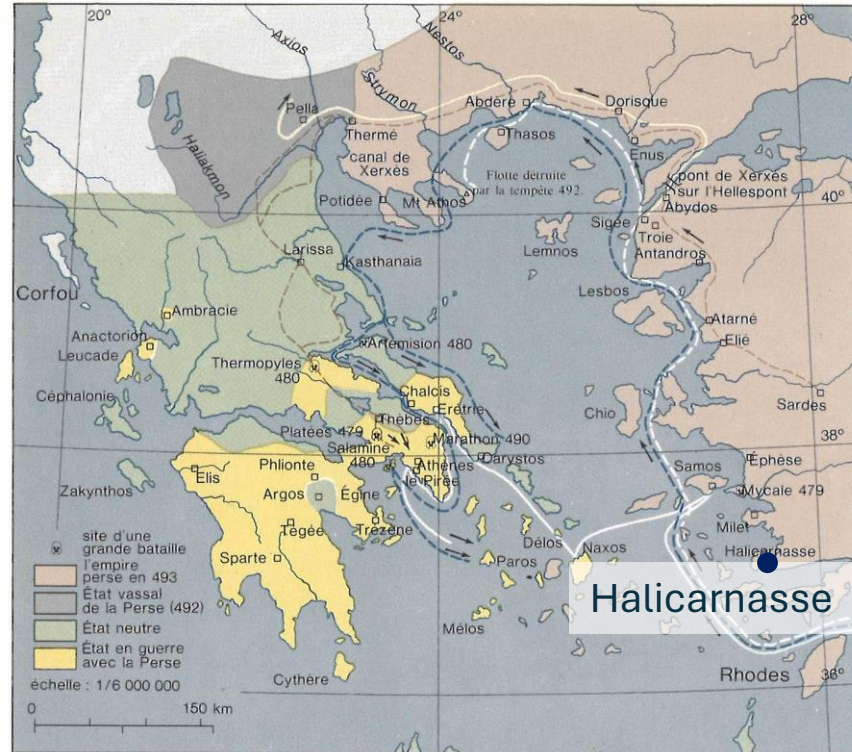 20°
24°
28°
Axios
Nestos
Strymon
Haliakmon
Pella
Thermé
canal de
Xerxès
Potidée
Mt Athos
Abdère
Thasos
Dorisque
Enus
Flotte détruite
par la tempête 492.
pont de Xerxès
sur l'Hellespont
Abydos
40°
Sigée
Troie
Antandros
Lemnos
Larissa
Kasthanaia
Corfou
Ambracie
Lesbos
Atarné
Elié
Anactorion
Leucade
Artémision 480
Thermopyles
480
Céphalonie
Chalcis
Erétrie
Chio
Sardes
Thèbes
Platées 479
Marathon 490
38°
Salamine
480
Athènes
le Pirée
Carystos
Samos
Éphèse
Mycale 479
Zakynthos
Elis
Phlionte
Argos
Égine
Milet
Tégée
Trézène
Délos
Naxos
Halicarnasse
Halicarnasse
Sparte
Paros
Mélos
Rhodes
36°
Cythère
site d'une
grande bataille
l'empire
perse en 493
État vassal
de la Perse (492)
État neutre
État en guerre
avec la Perse
échelle : 1/6 000 000
0 150 km